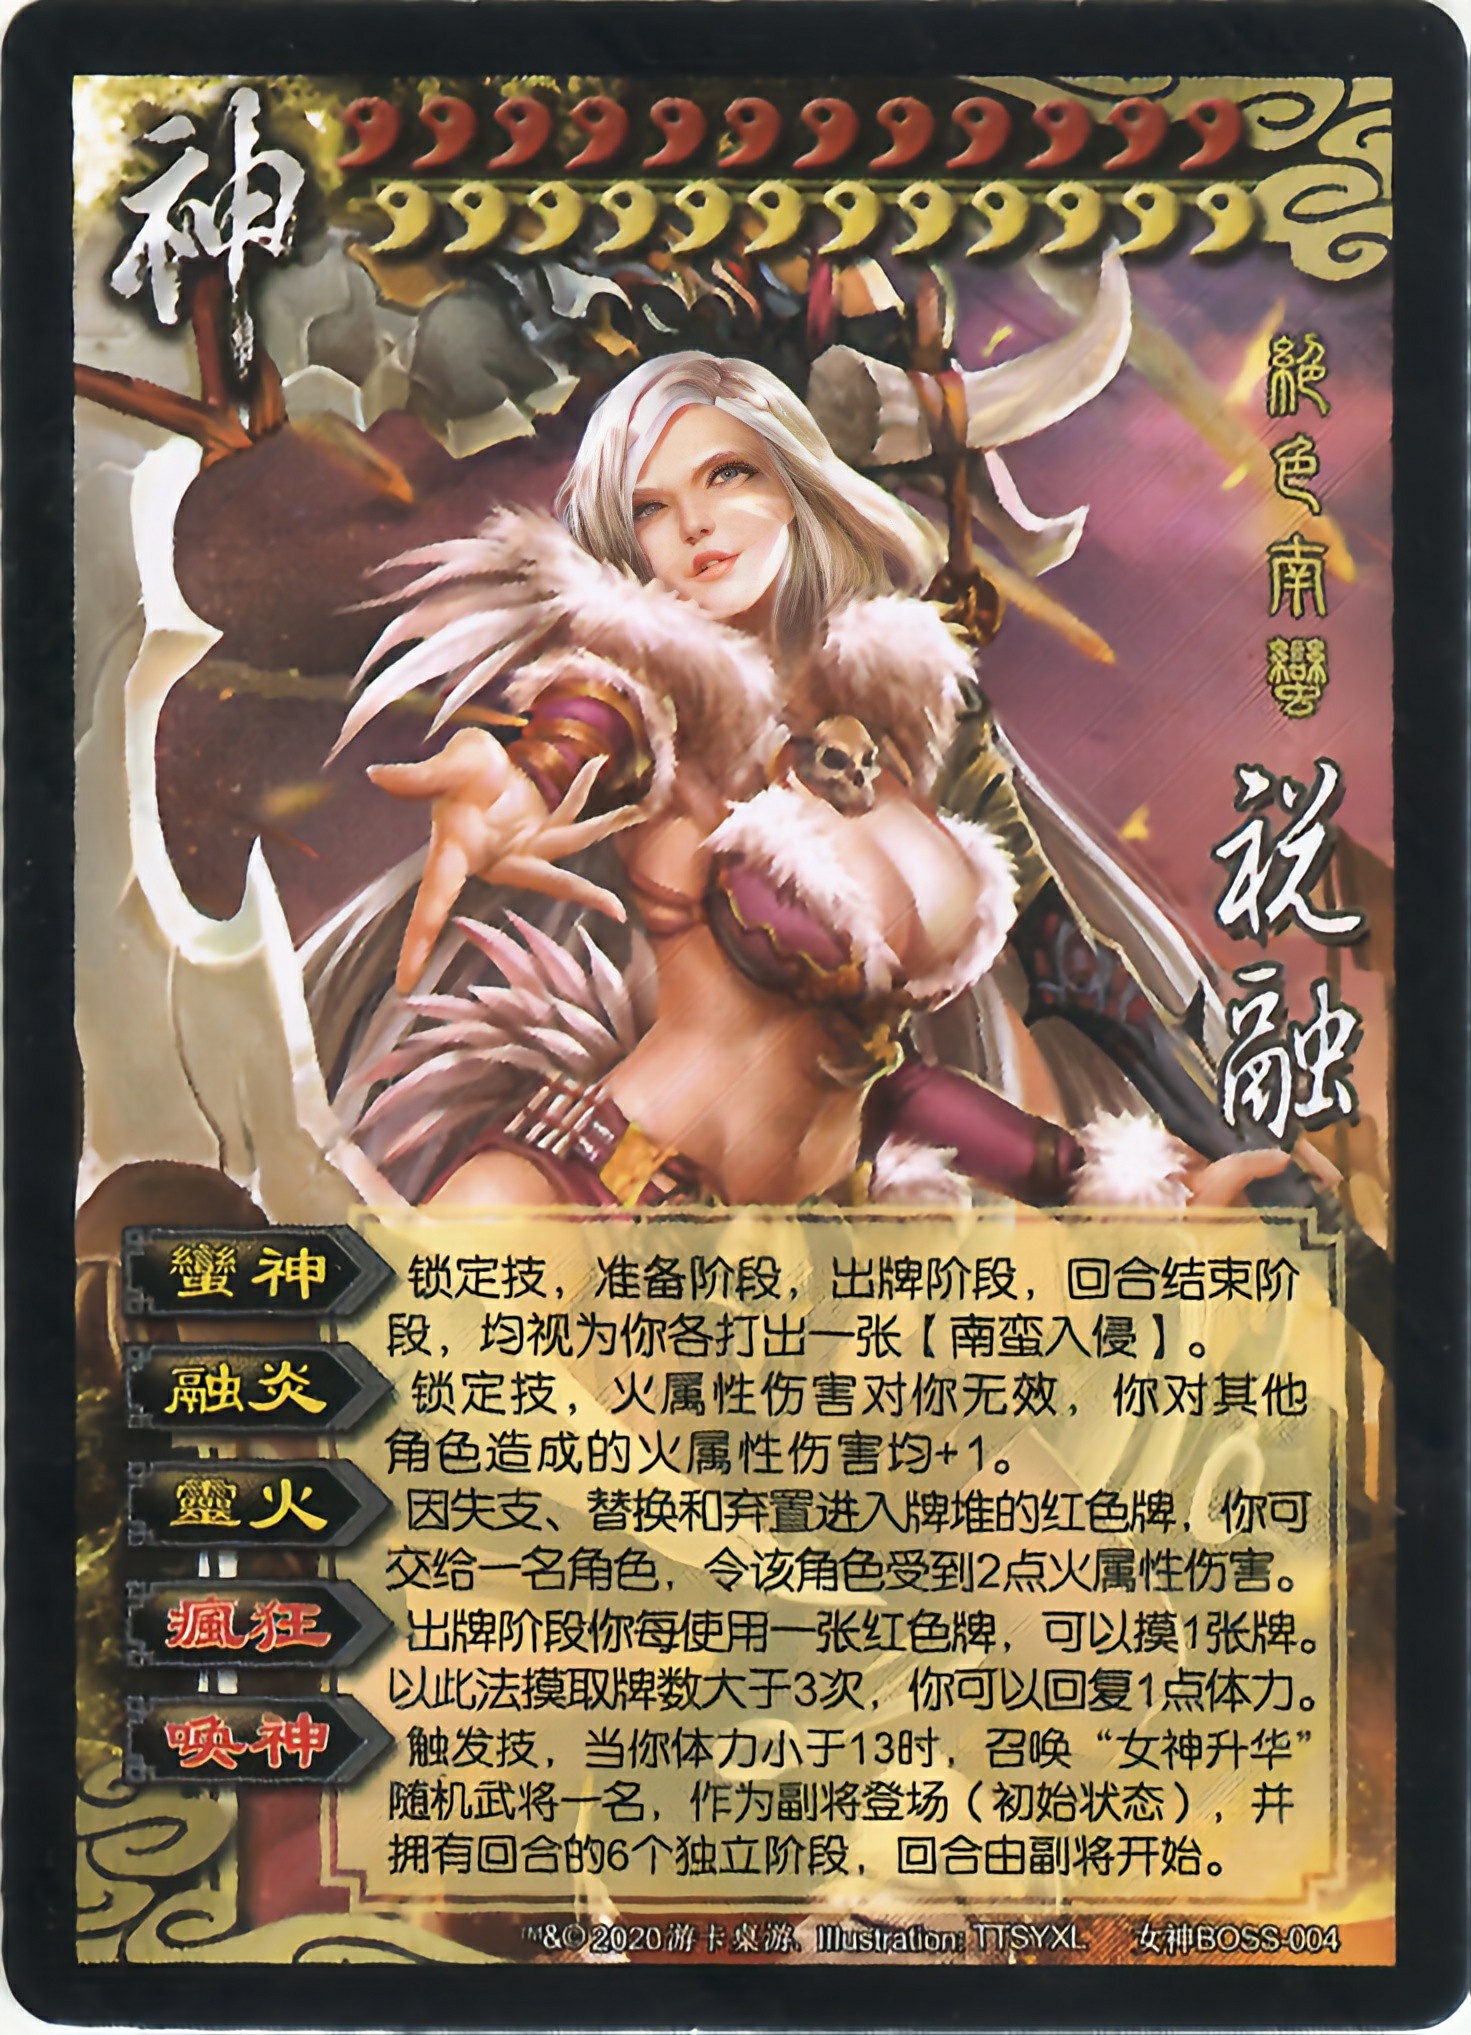 神
絕色南蠻
祝融
蠻神
锁定技，准备阶段，出牌阶段，回合结束阶
段，均视为你各打出一张【南蛮入侵】。
融炎
锁定技，火属性伤害对你无效，你对其他
角色造成的火属性伤害均+1。
靈火
因失支、替换和弃置进入牌堆的红色牌，你可
交给一名角色，令该角色受到2点火属性伤害。
瘋狂
出牌阶段你每使用一张红色牌，可以摸1张牌。
以此法摸取牌数大于3次，你可以回复1点体力。
唤神
触发技，当你体力小于13时，召唤“女神升华”
随机武将一名，作为副将登场（初始状态），并
拥有回合的6个独立阶段，回合由副将开始。
™&© 2020游卡桌游. Illustration: TTSYXL 女神BOSS-004